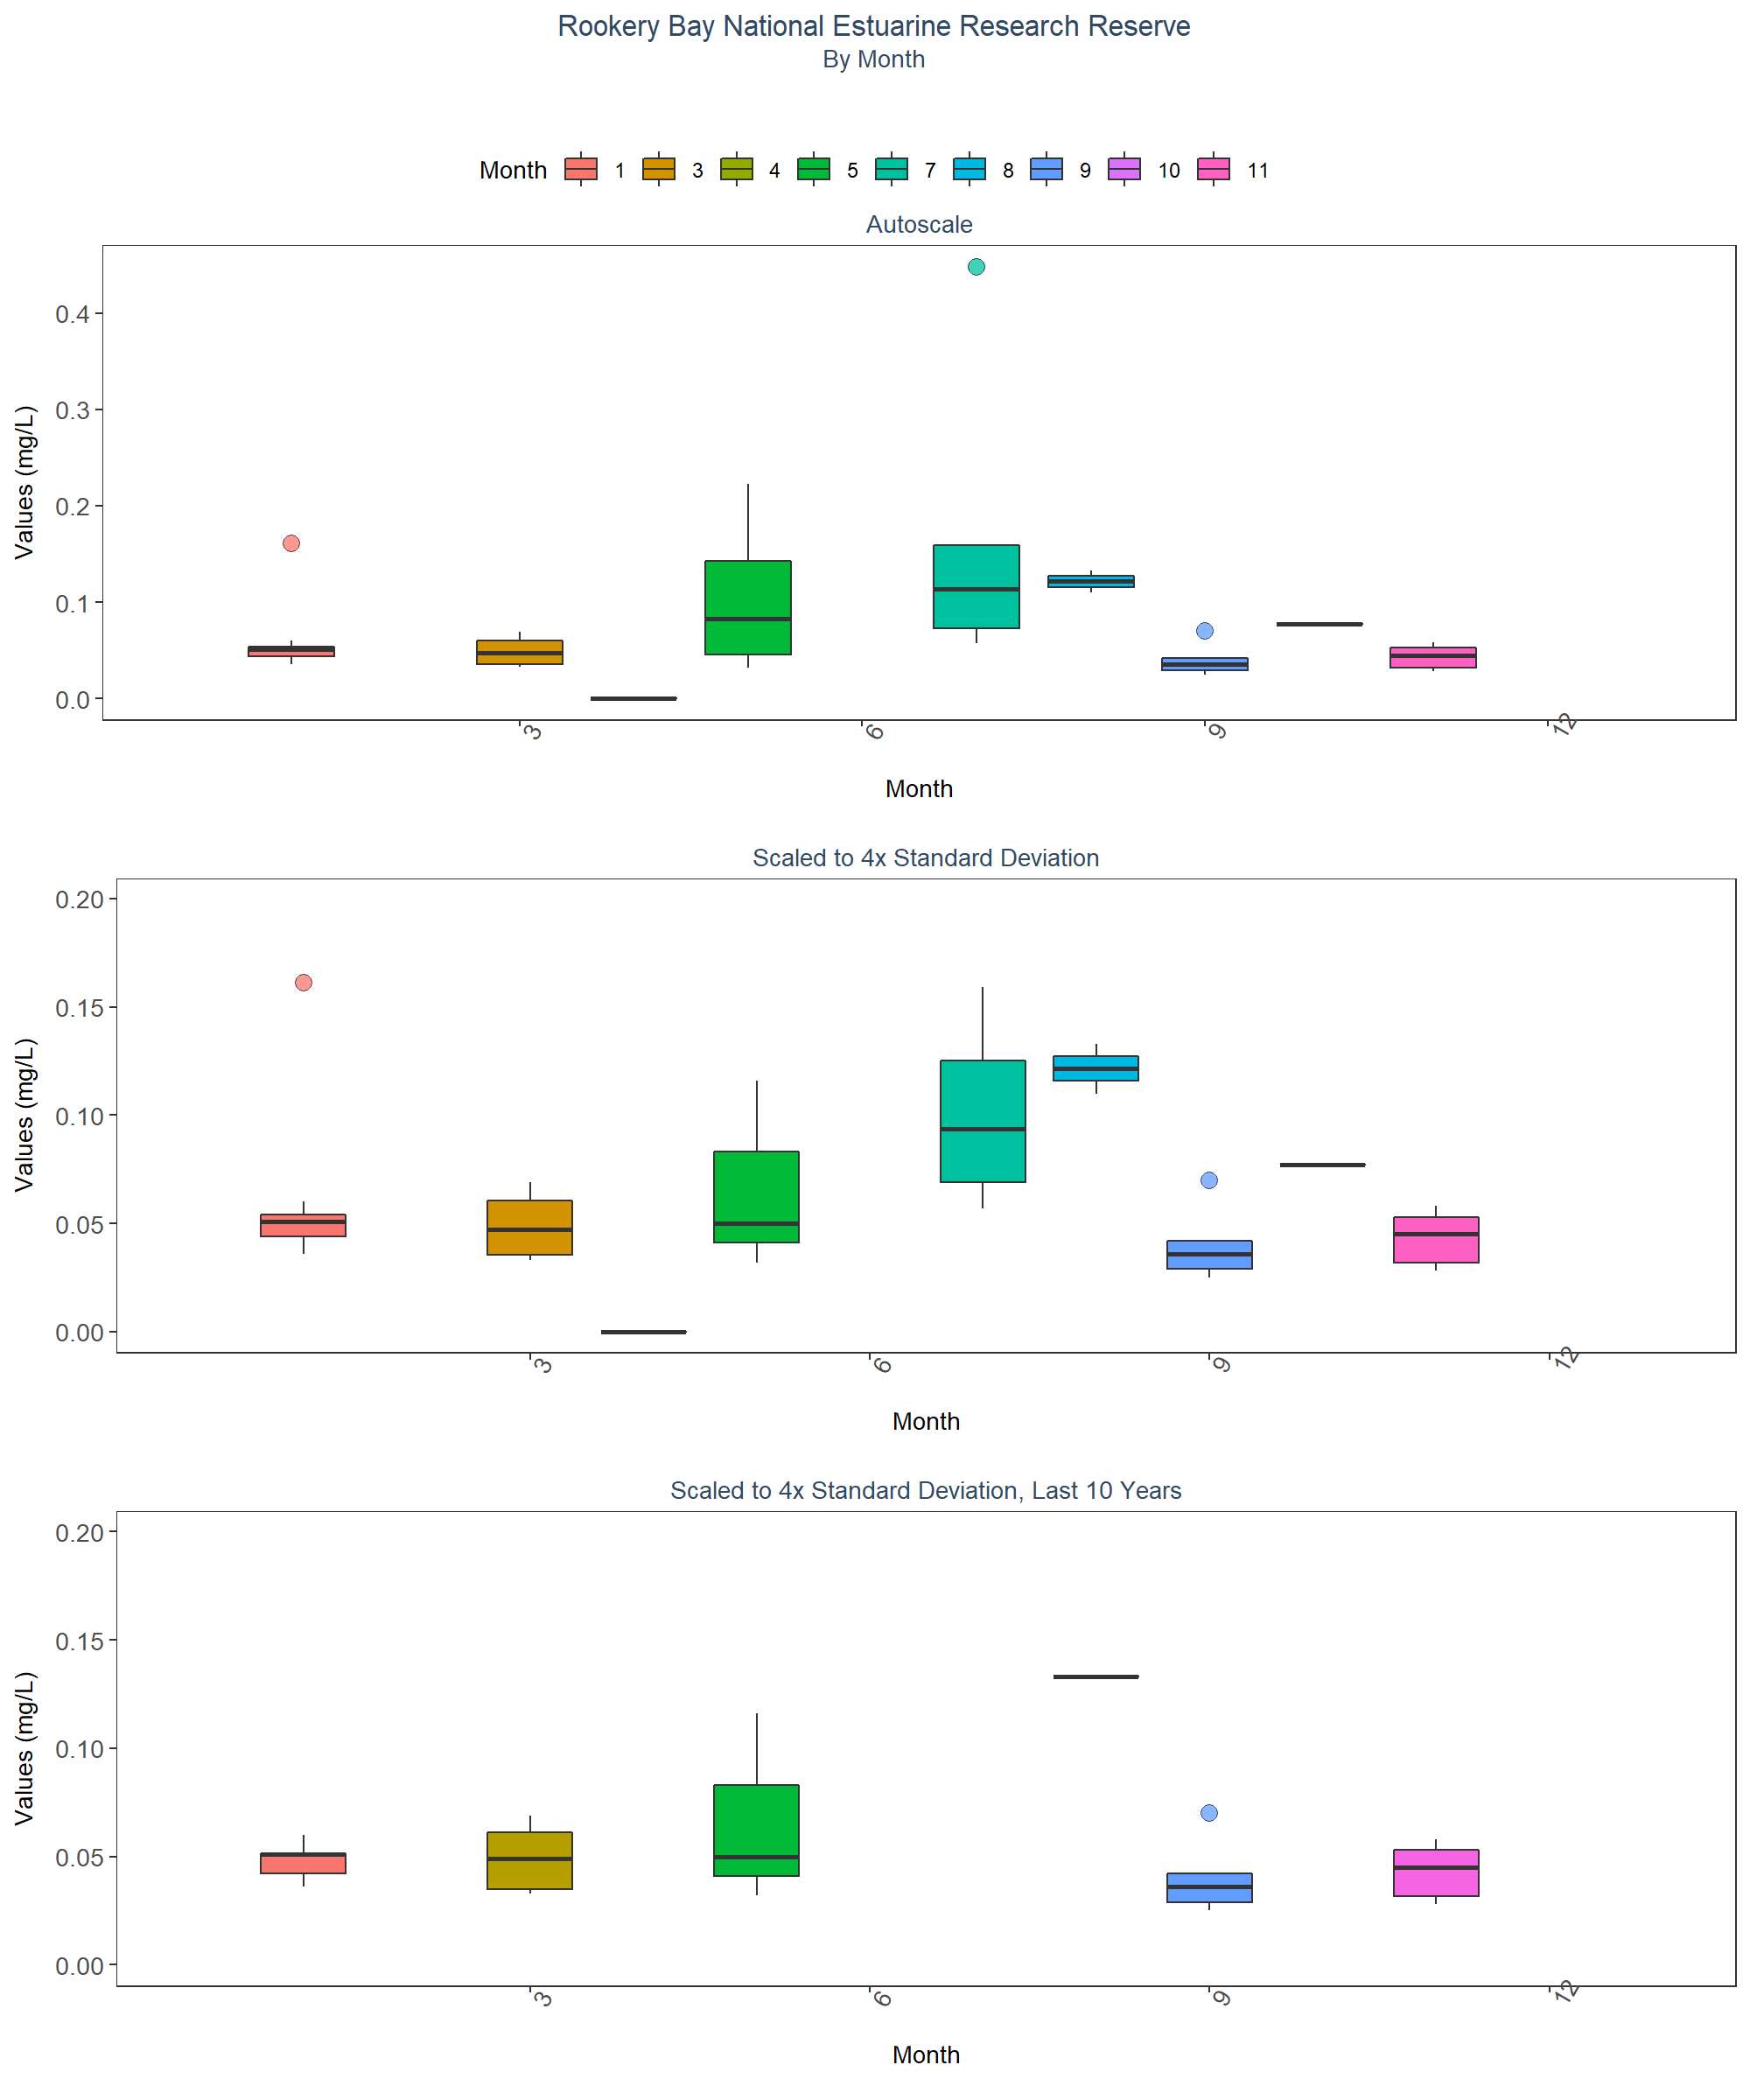 Rookery Bay National Estuarine Research Reserve
By Month
Month 1 3 4 5 7 8 9 10 11
Autoscale
Values (mg/L)
0.4
0.3
0.2
0.1
0.0
3 6 9 12
Month
Scaled to 4x Standard Deviation
Values (mg/L)
0.20
0.15
0.10
0.05
0.00
3 6 9 12
Month
Scaled to 4x Standard Deviation, Last 10 Years
Values (mg/L)
0.20
0.15
0.10
0.05
0.00
3 6 9 12
Month